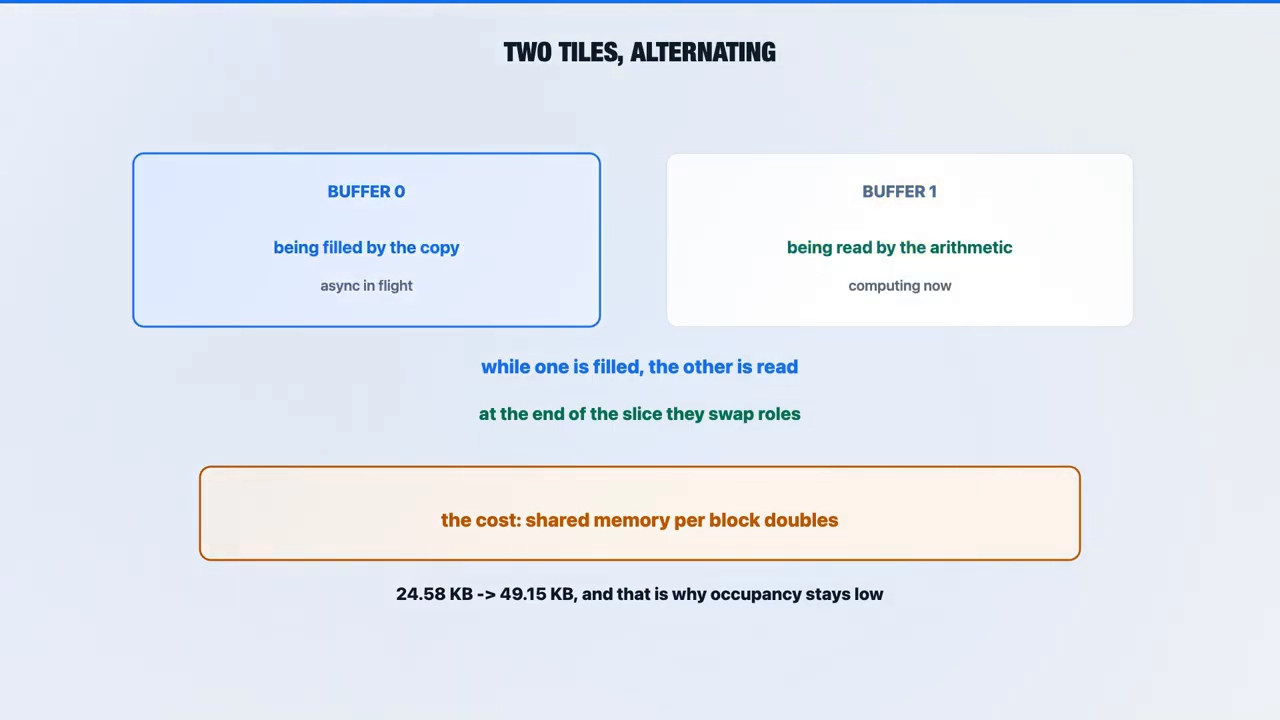 TWO TILES, ALTERNATING
BUFFER 0
being filled by the copy
async in flight
BUFFER 1
being read by the arithmetic
computing now
while one is filled, the other is read
at the end of the slice they swap roles
the cost: shared memory per block doubles
24.58 KB -> 49.15 KB, and that is why occupancy stays low